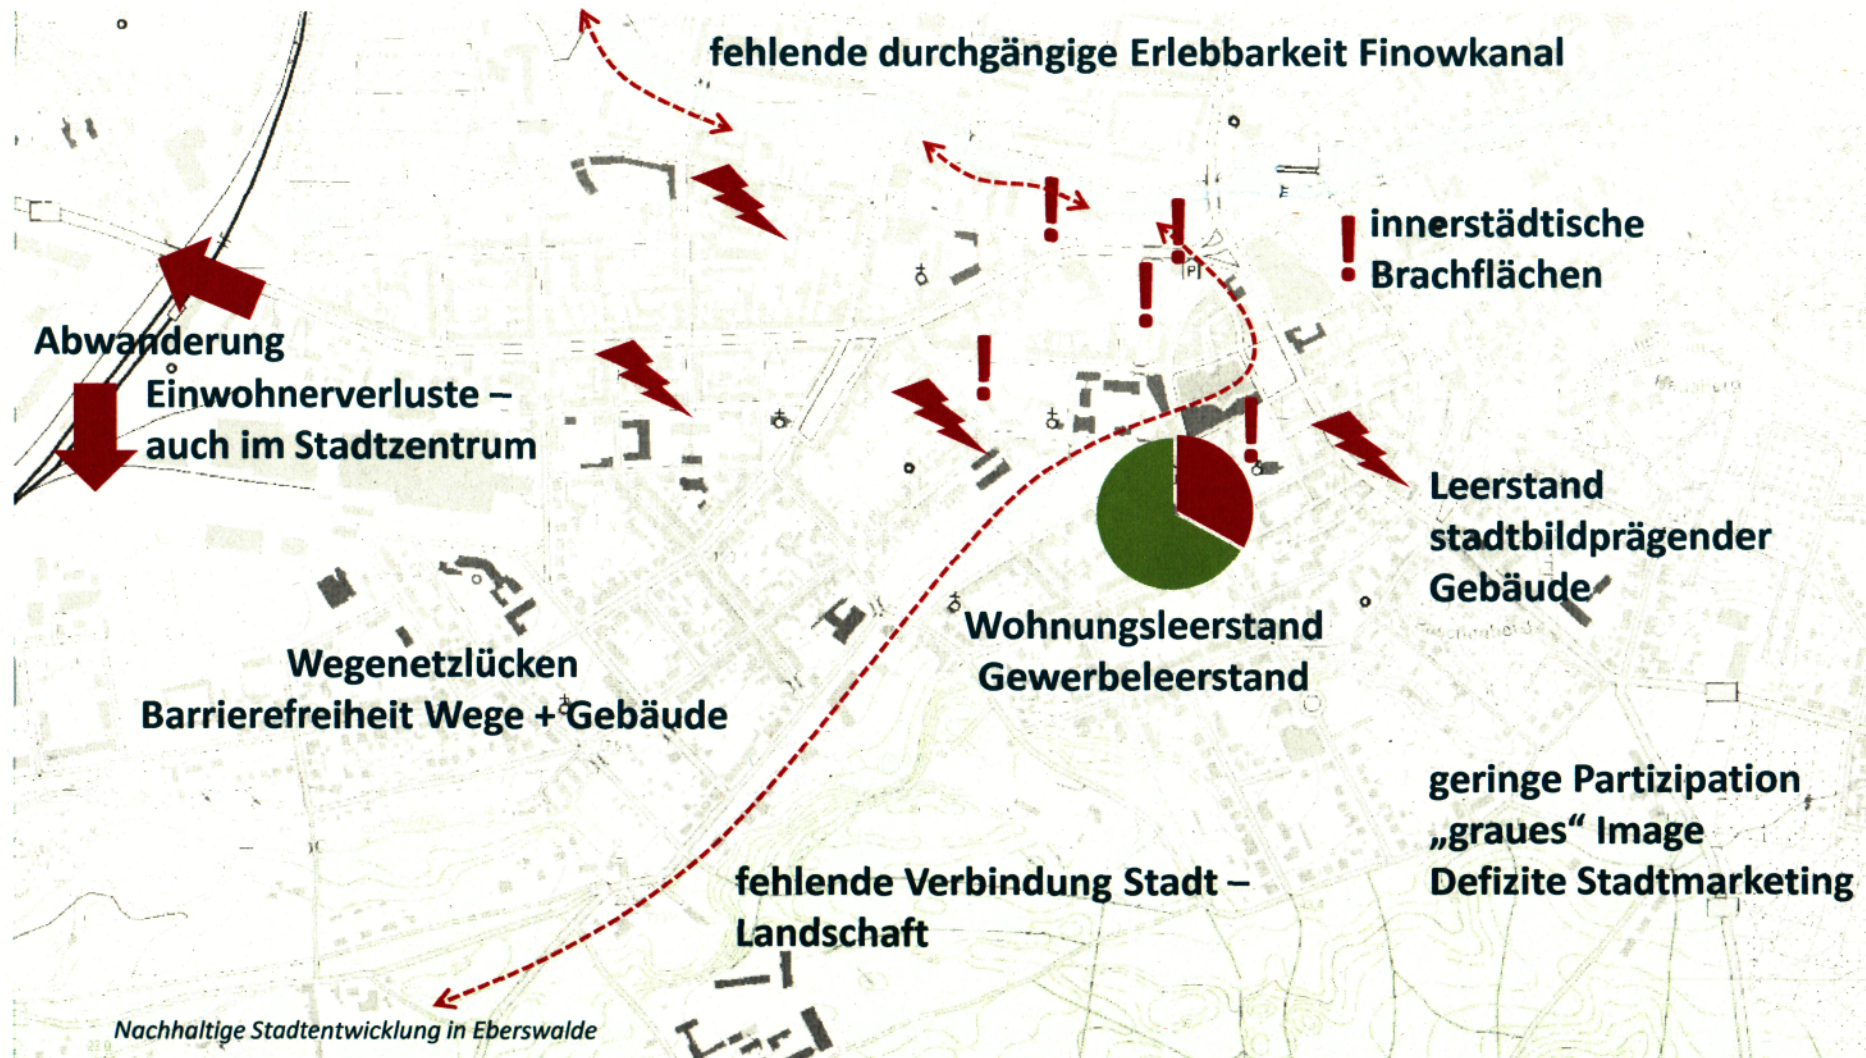 fehlende durchgängige Erlebbarkeit Finowkanal
innerstädtische
Brachflächen
Abwanderung
Einwohnerverluste –
auch im Stadtzentrum
Leerstand
stadtbildprägender
Gebäude
Wohnungsleerstand
Gewerbeleerstand
Wegenetzlücken
Barrierefreiheit Wege + Gebäude
geringe Partizipation
„graues“ Image
Defizite Stadtmarketing
fehlende Verbindung Stadt –
Landschaft
Nachhaltige Stadtentwicklung in Eberswalde
P